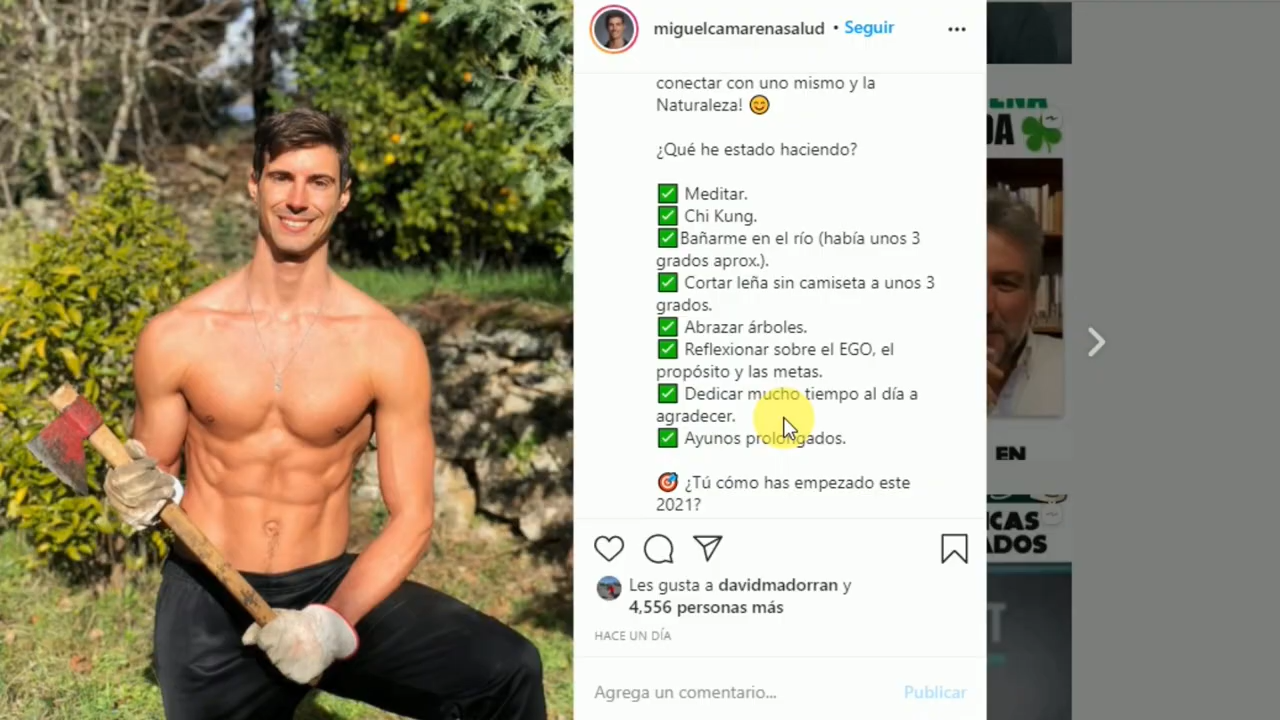 miguelcamarenasalud • Seguir
conectar con uno mismo y la
Naturaleza! 😊
¿Qué he estado haciendo?
✅ Meditar.
✅ Chi Kung.
✅Bañarme en el río (había unos 3
grados aprox.).
✅ Cortar leña sin camiseta a unos 3
grados.
✅ Abrazar árboles.
✅ Reflexionar sobre el EGO, el
propósito y las metas.
✅ Dedicar mucho tiempo al día a
agradecer.
✅ Ayunos prolongados.
🎯 ¿Tú cómo has empezado este
2021?
Les gusta a davidmadorran y
4,556 personas más
HACE UN DÍA
Agrega un comentario...
Publicar
EN